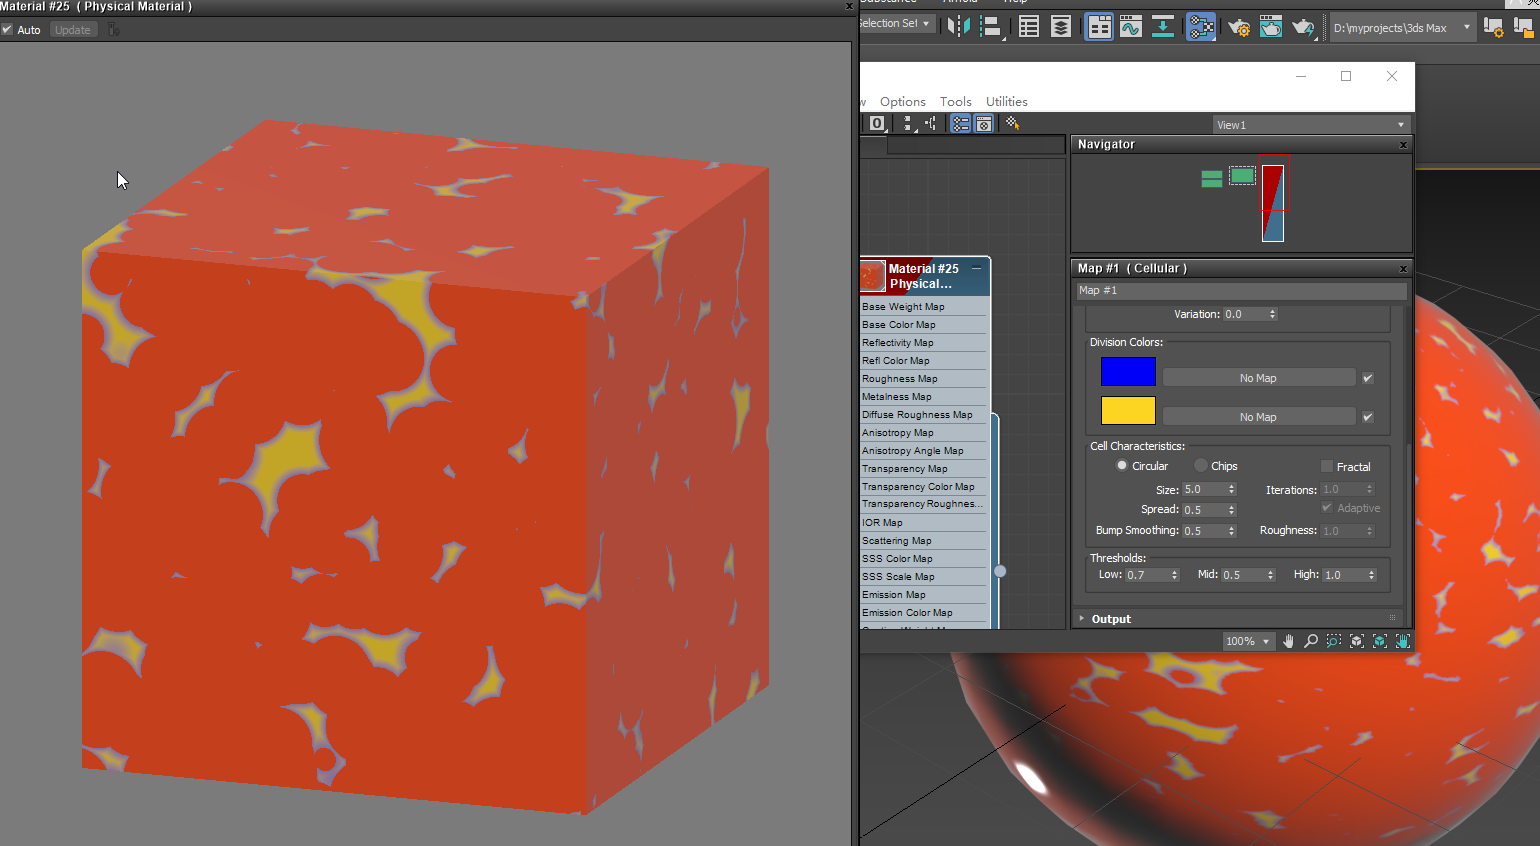 Material #25 ( Physical Material )
Auto
Update
Substance
Arnold
Help
Selection Set
D:\myprojects\3ds Max
Options
Tools
Utilities
0
View1
Navigator
Material #25
Physical...
Base Weight Map
Base Color Map
Reflectivity Map
Refl Color Map
Roughness Map
Metalness Map
Diffuse Roughness Map
Anisotropy Map
Anisotropy Angle Map
Transparency Map
Transparency Color Map
Transparency Roughnes...
IOR Map
Scattering Map
SSS Color Map
SSS Scale Map
Emission Map
Emission Color Map
Map #1 ( Cellular )
Map #1
Variation: 0.0
Division Colors:
No Map
No Map
Cell Characteristics:
Circular
Chips
Fractal
Size: 5.0
Iterations: 1.0
Spread: 0.5
Adaptive
Bump Smoothing: 0.5
Roughness: 1.0
Thresholds:
Low: 0.7
Mid: 0.5
High: 1.0
Output
100%